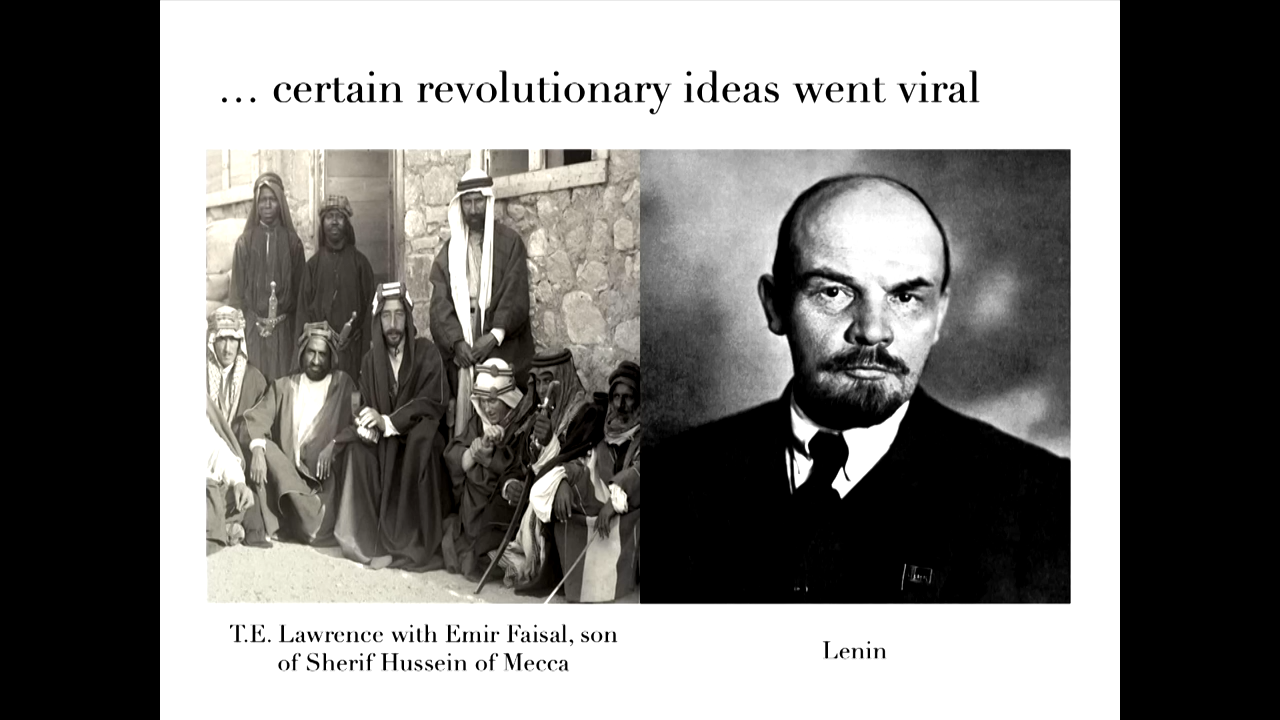 ... certain revolutionary ideas went viral
T.E. Lawrence with Emir Faisal, son
of Sherif Hussein of Mecca
Lenin